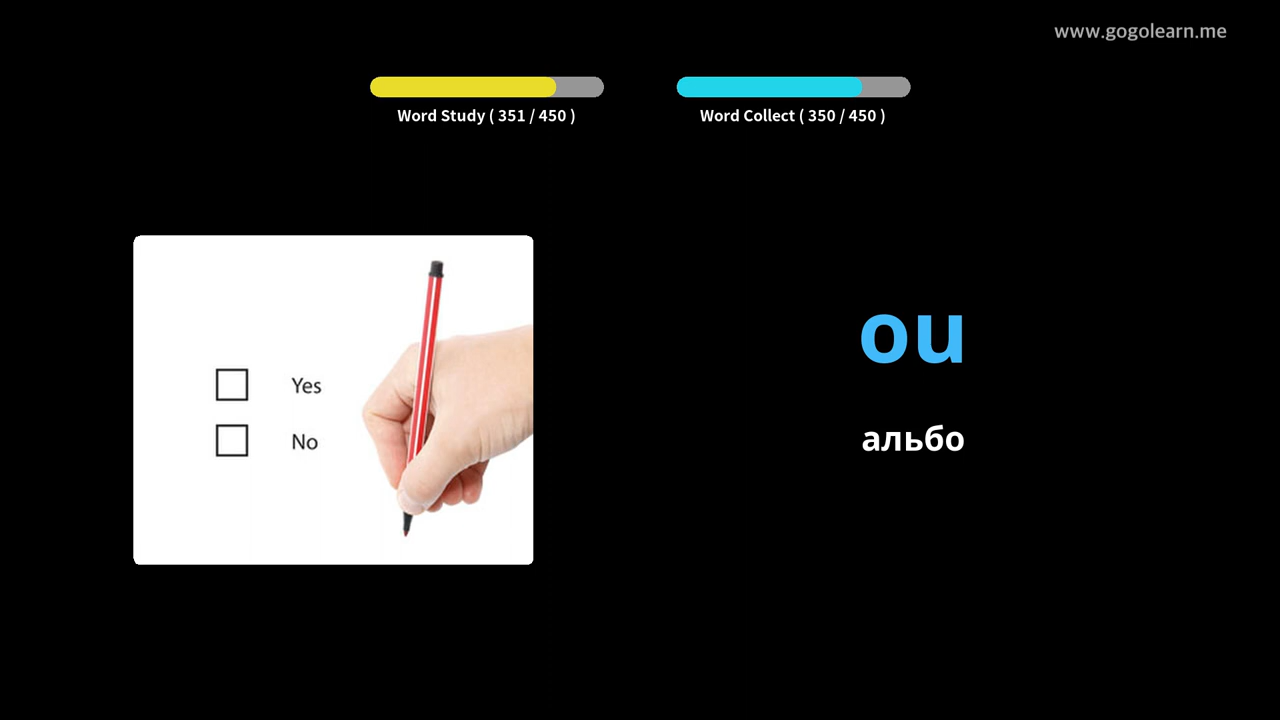 www.gogolearn.me
Word Study ( 351 / 450 )
Word Collect ( 350 / 450 )
Yes
No
ou
альбо